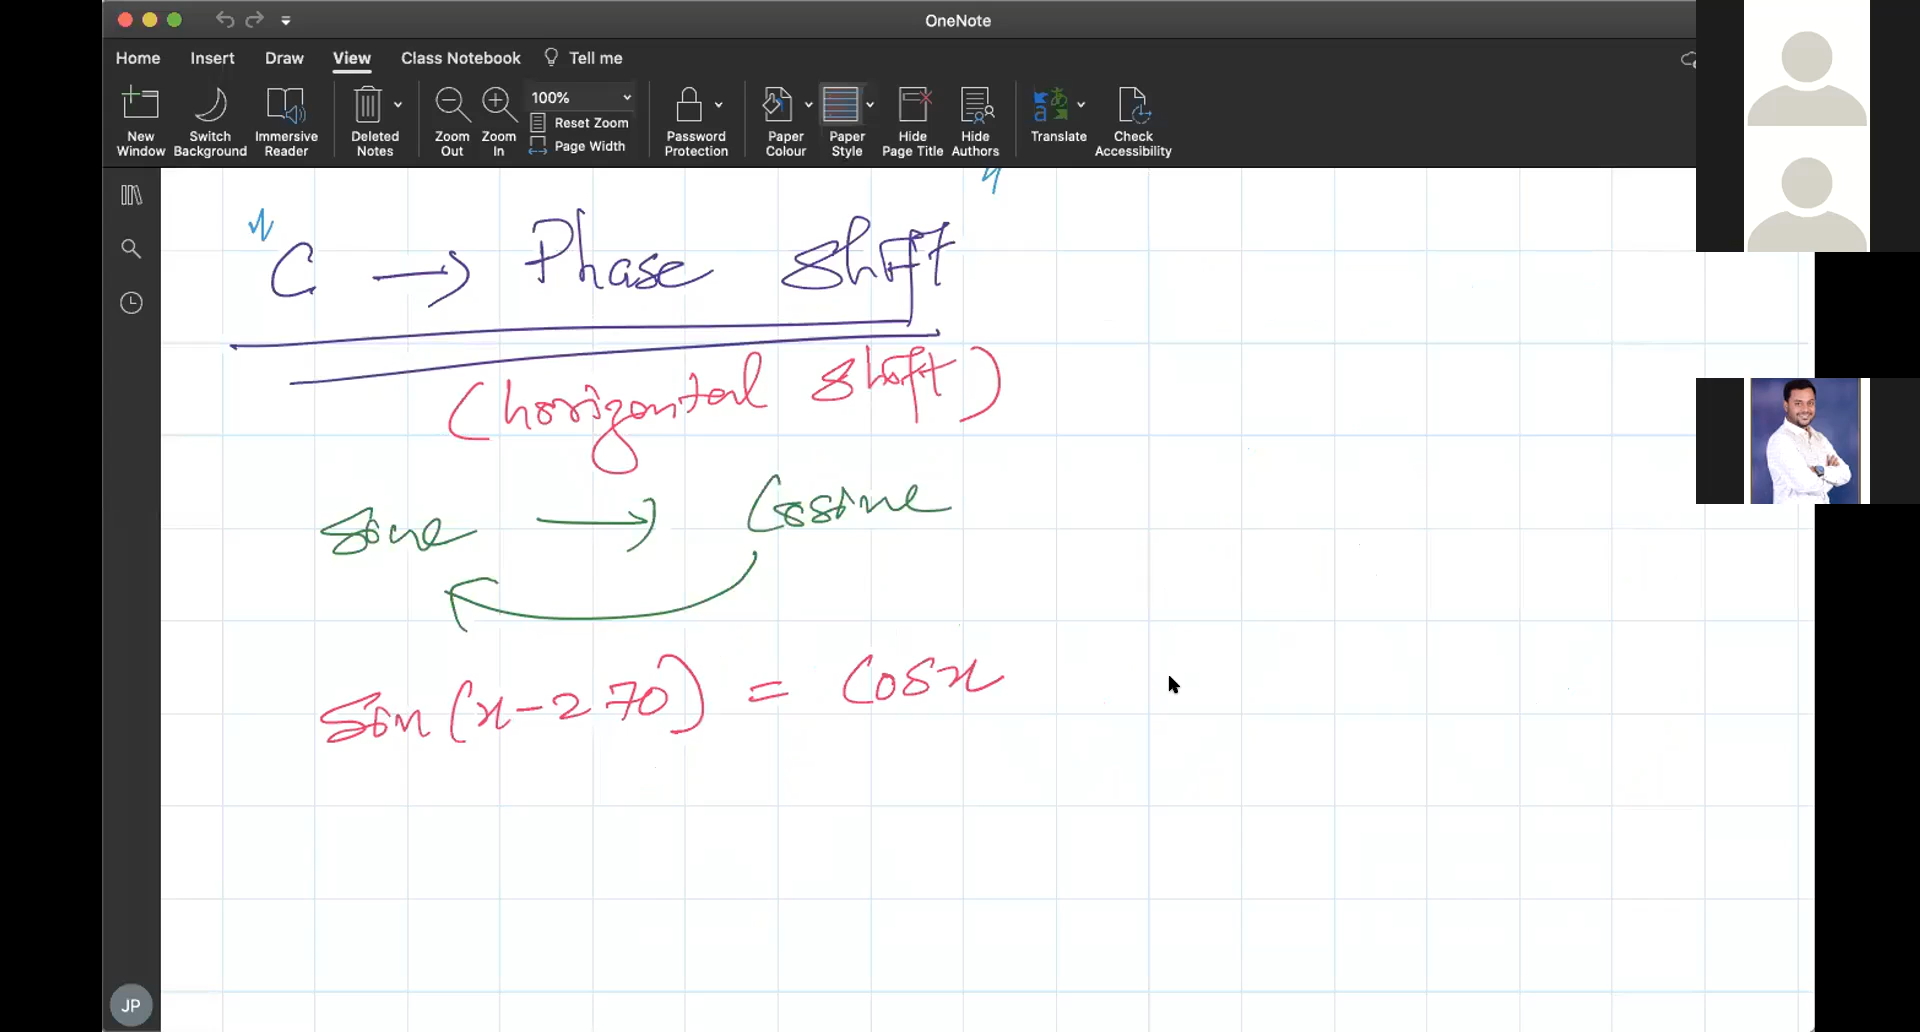 OneNote
Home Insert Draw View Class Notebook Tell me
New Window Switch Background Immersive Reader Deleted Notes Zoom Out Zoom In 100% Reset Zoom Page Width Password Protection Paper Colour Paper Style Hide Page Title Hide Authors Translate Check Accessibility
C → Phase shift
(horizontal shift)
sine → Cosine
sin(x-270) = Cosx
JP